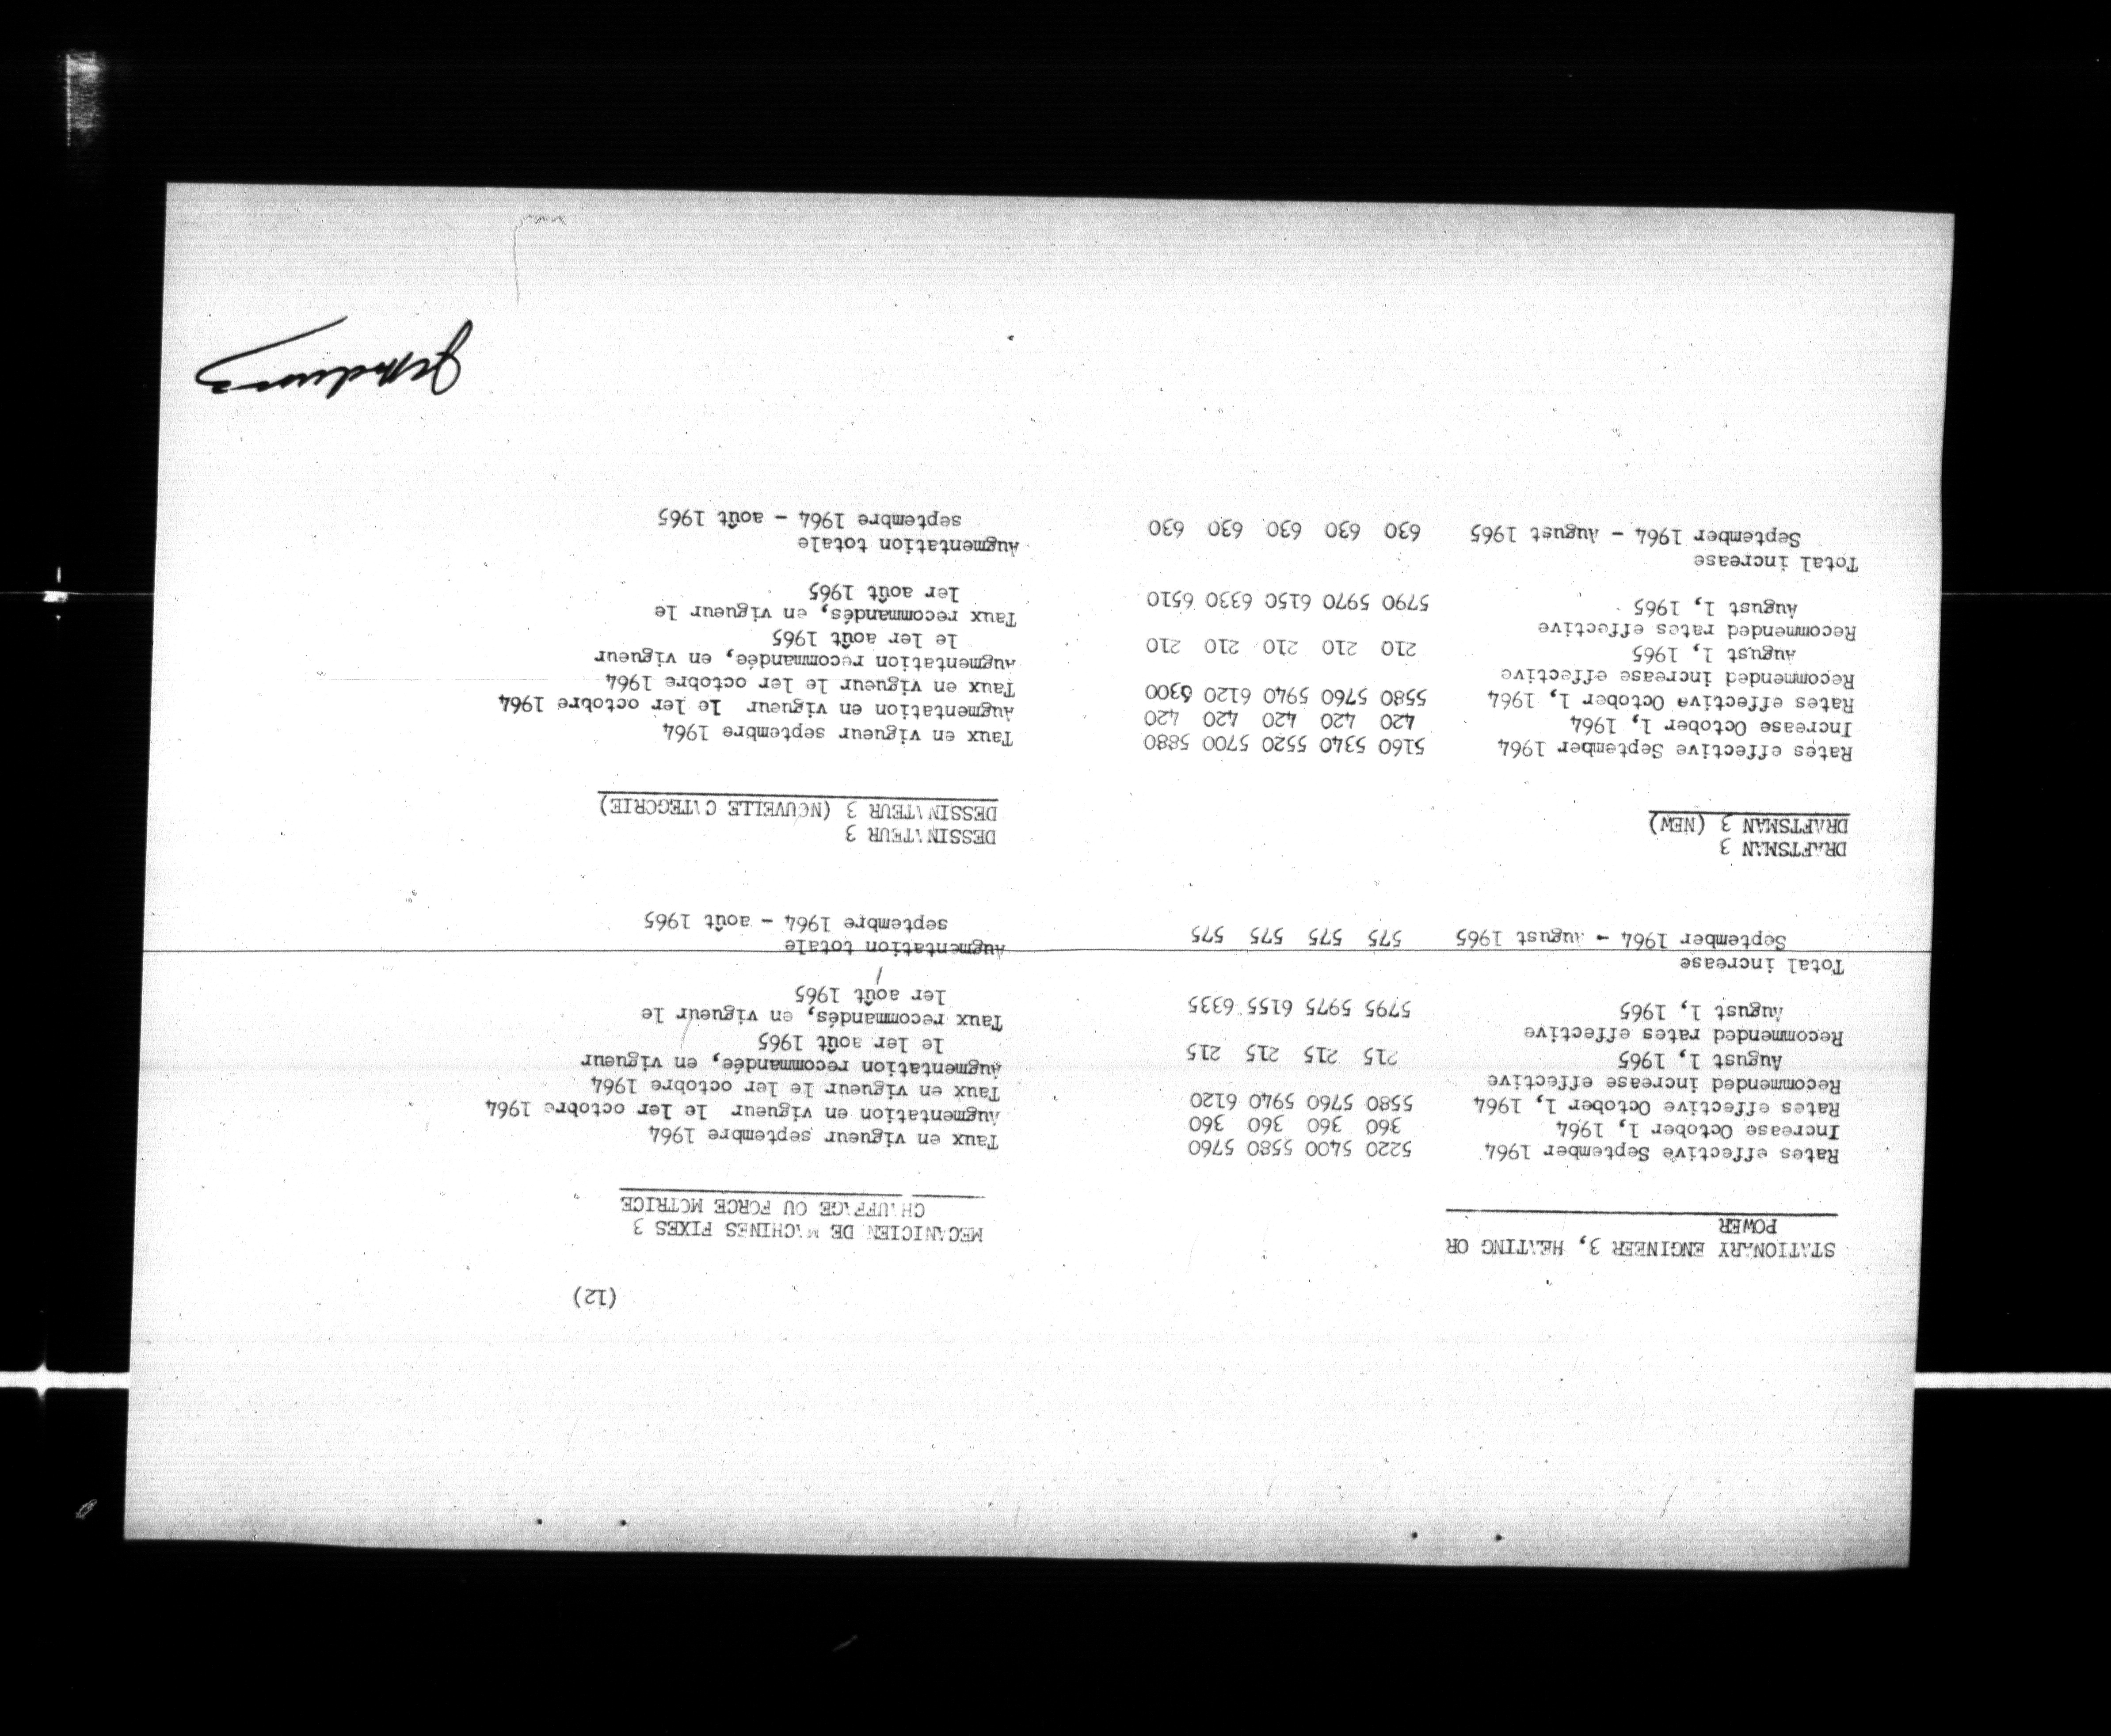 (12)
STATIONARY ENGINEER 3, HEATING OR
POWER
MECANICIEN DE MACHINES FIXES 3
CHAUFFAGE OU FORCE MOTRICE
Rates effective September 1964 5220 5400 5580 5760 Taux en vigueur septembre 1964
Increase October 1, 1964 360 360 360 360 Augmentation en vigueur le 1er octobre 1964
Rates effective October 1, 1964 5580 5760 5940 6120 Taux en vigueur le 1er octobre 1964
Recommended increase effective Augmentation recommandée, en vigueur
August 1, 1965 215 215 215 215 le 1er août 1965
Recommended rates effective Taux recommandés, en vigueur le
August 1, 1965 5795 5975 6155 6335 1er août 1965
Total increase Augmentation totale
September 1964 - August 1965 575 575 575 575 septembre 1964 - août 1965
DRAFTSMAN 3 DESSINATEUR 3
DRAFTSMAN 3 (NEW) DESSINATEUR 3 (NOUVELLE CATEGORIE)
Rates effective September 1964 5160 5340 5520 5700 5880 Taux en vigueur septembre 1964
Increase October 1, 1964 420 420 420 420 420 Augmentation en vigueur le 1er octobre 1964
Rates effective October 1, 1964 5580 5760 5940 6120 6300 Taux en vigueur le 1er octobre 1964
Recommended increase effective Augmentation recommandée, en vigueur
August 1, 1965 210 210 210 210 210 le 1er août 1965
Recommended rates effective Taux recommandés, en vigueur le
August 1, 1965 5790 5970 6150 6330 6510 1er août 1965
Total increase Augmentation totale
September 1964 - August 1965 630 630 630 630 630 septembre 1964 - août 1965